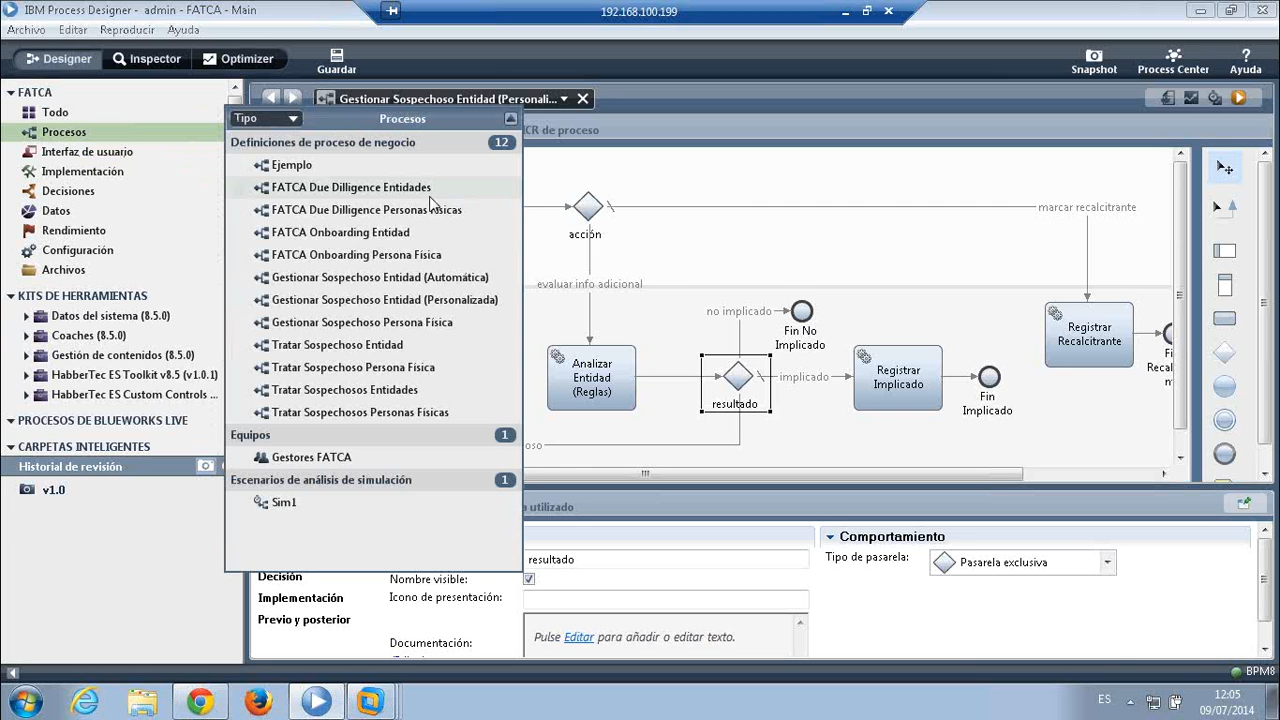 IBM Process Designer - admin - FATCA - Main
192.168.100.199
Archivo Editar Reproducir Ayuda
Designer Inspector Optimizer
Guardar
Snapshot Process Center Ayuda
FATCA
Todo
Procesos
Interfaz de usuario
Implementación
Decisiones
Datos
Rendimiento
Configuración
Archivos
KITS DE HERRAMIENTAS
Datos del sistema (8.5.0)
Coaches (8.5.0)
Gestión de contenidos (8.5.0)
HabberTec ES Toolkit v8.5 (v1.0.1)
HabberTec ES Custom Controls ...
PROCESOS DE BLUEWORKS LIVE
CARPETAS INTELIGENTES
Historial de revisión
v1.0
Gestionar Sospechoso Entidad (Personali...
Tipo Procesos
Definiciones de proceso de negocio 12
Ejemplo
FATCA Due Dilligence Entidades
FATCA Due Dilligence Personas Físicas
FATCA Onboarding Entidad
FATCA Onboarding Persona Física
Gestionar Sospechoso Entidad (Automática)
Gestionar Sospechoso Entidad (Personalizada)
Gestionar Sospechoso Persona Física
Tratar Sospechoso Entidad
Tratar Sospechoso Persona Física
Tratar Sospechosos Entidades
Tratar Sospechosos Personas Físicas
Equipos 1
Gestores FATCA
Escenarios de análisis de simulación 1
Sim1
ICR de proceso
acción
marcar recalcitrante
evaluar info adicional
no implicado
Fin No
Implicado
Analizar
Entidad
(Reglas)
resultado
implicado
Registrar
Implicado
Fin
Implicado
Registrar
Recalcitrante
oso
utilizado
resultado
Decisión
Implementación
Previo y posterior
Nombre visible:
Icono de presentación:
Documentación:
Pulse Editar para añadir o editar texto.
Comportamiento
Tipo de pasarela: Pasarela exclusiva
BPM8
ES
12:05
09/07/2014